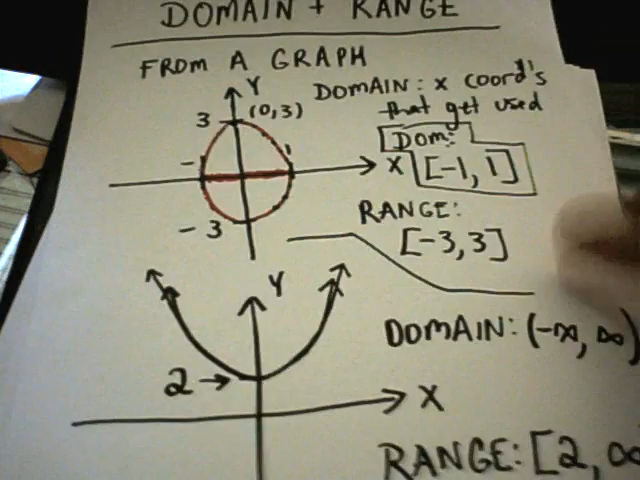 DOMAIN + RANGE
FROM A GRAPH
Y
3
(0,3)
DOMAIN: X COORD'S
that get used
DOM:
-1
1
X
[-1, 1]
RANGE:
-3
[-3, 3]
Y
DOMAIN: (-∞, ∞)
2 →
X
RANGE: [2, ∞